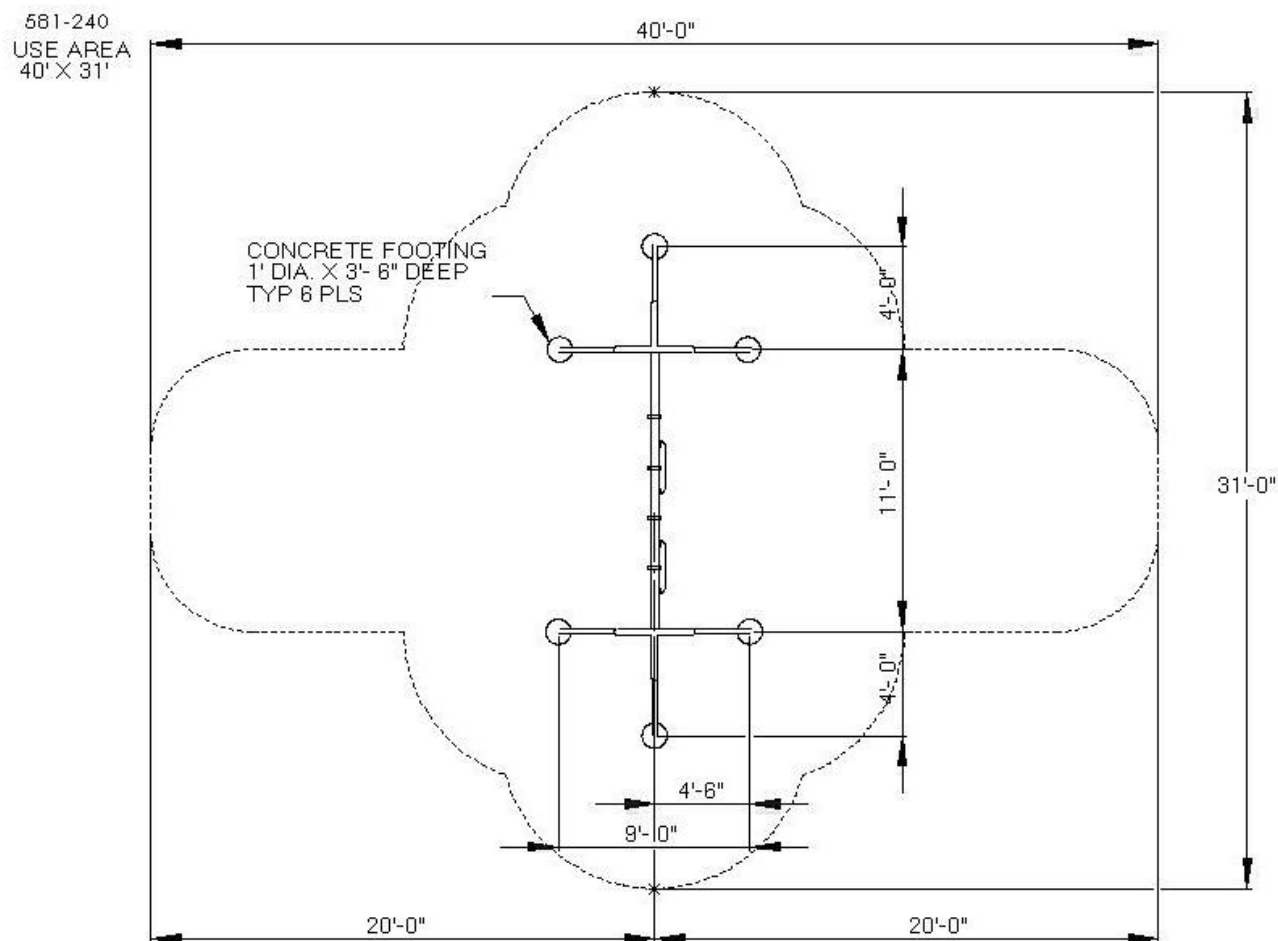 581-240
USE AREA
40' X 31'
40'-0"
CONCRETE FOOTING
1' DIA. X 3'- 6" DEEP
TYP 6 PLS
4'-0"
11'- 0"
31'-0"
4'-0"
4'-6"
9'-0"
20'-0"
20'-0"